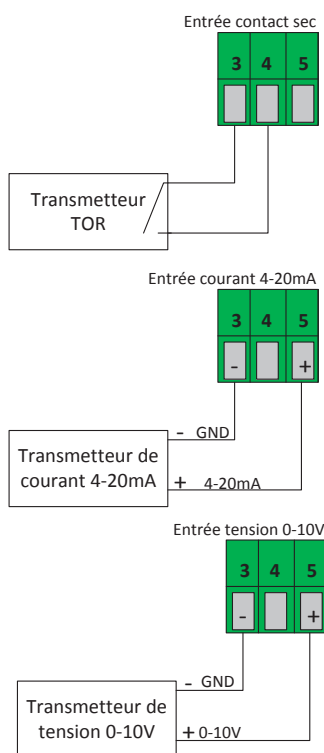 Entrée contact sec
3 4 5
Transmetteur
TOR
Entrée courant 4-20mA
3 4 5
- +
- GND
Transmetteur de
courant 4-20mA
+ 4-20mA
Entrée tension 0-10V
3 4 5
- +
- GND
Transmetteur de
tension 0-10V
+ 0-10V